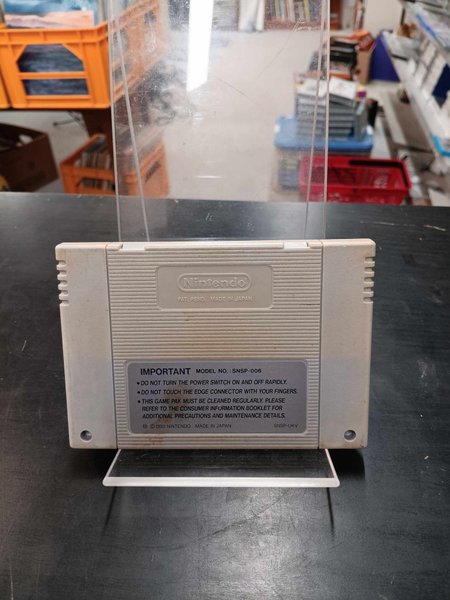 Nintendo
PAT. PEND. MADE IN JAPAN
IMPORTANT MODEL NO.: SNSP-006
• DO NOT TURN THE POWER SWITCH ON AND OFF RAPIDLY.
• DO NOT TOUCH THE EDGE CONNECTOR WITH YOUR FINGERS.
• THIS GAME PAK MUST BE CLEANED REGULARLY. PLEASE
REFER TO THE CONSUMER INFORMATION BOOKLET FOR
ADDITIONAL PRECAUTIONS AND MAINTENANCE DETAILS.
NINTENDO MADE IN JAPAN SNSP-UKV